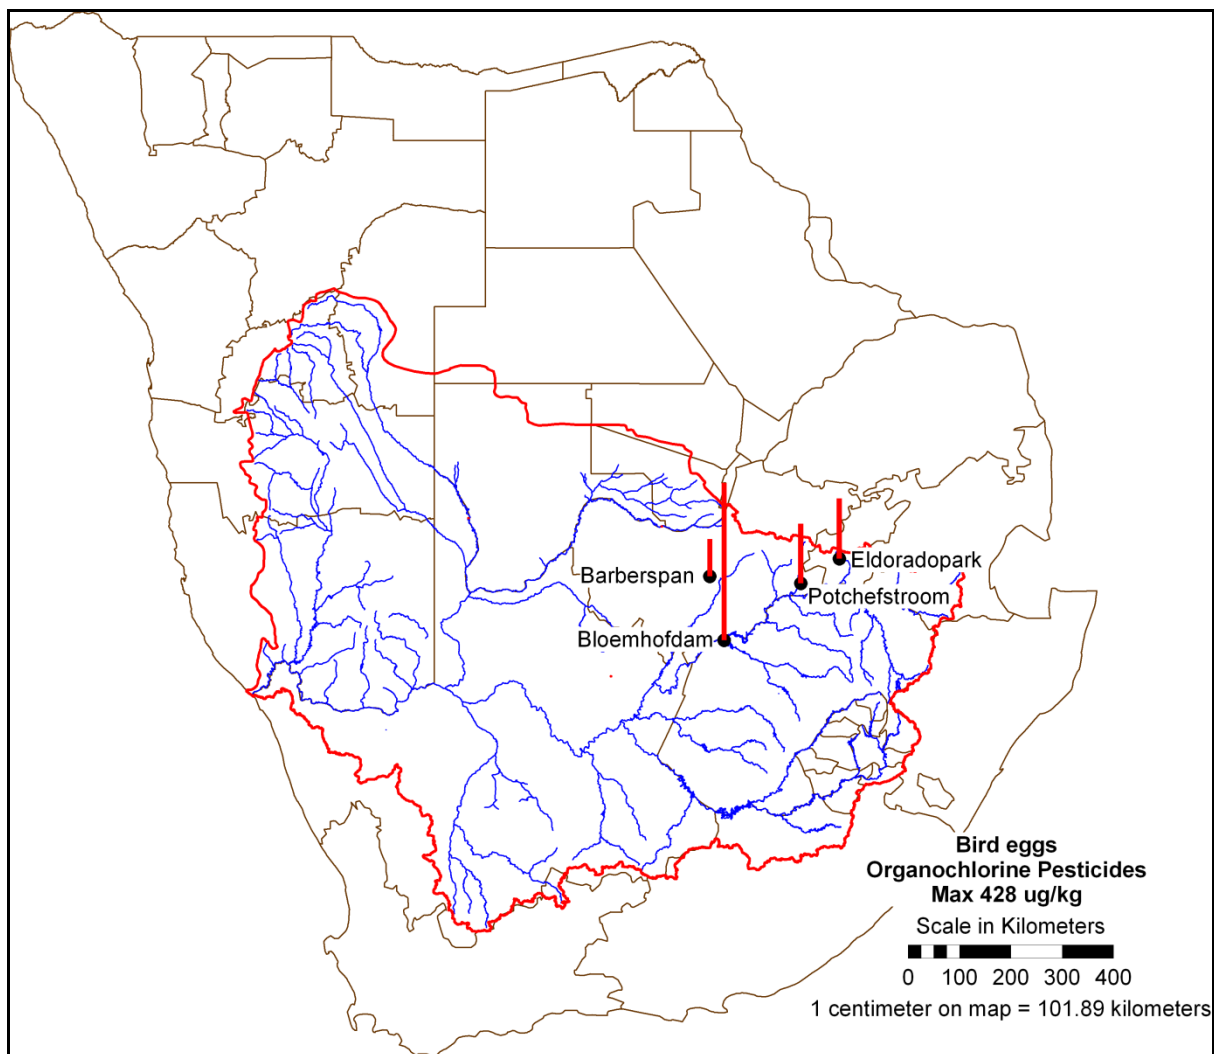 Eldoradopark
Barberspan
Potchefstroom
Bloemhofdam
Bird eggs
Organochlorine Pesticides
Max 428 ug/kg
Scale in Kilometers
0 100 200 300 400
1 centimeter on map = 101.89 kilometers